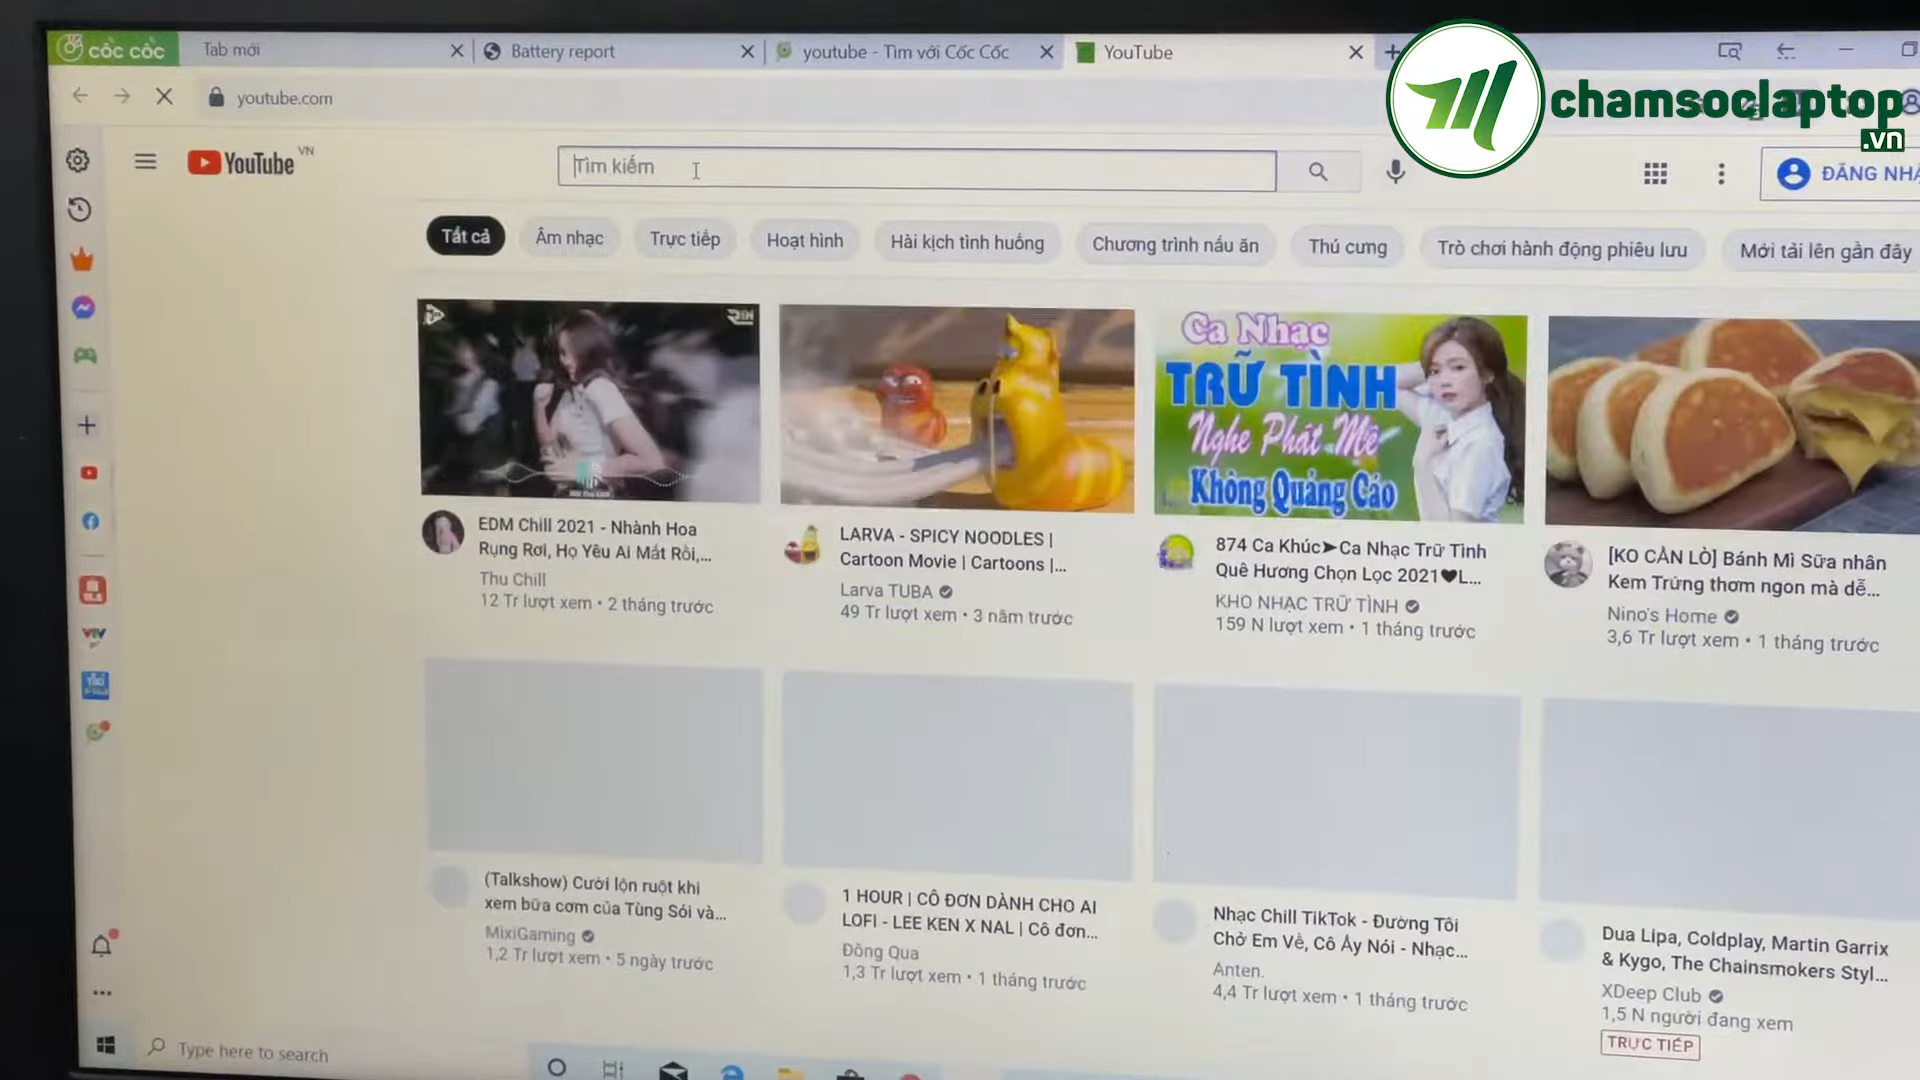 cốc cốc
Tab mới
Battery report
youtube - Tìm với Cốc Cốc
YouTube
chamsoclaptop
.vn
youtube.com
YouTube VN
Tìm kiếm
ĐĂNG NHẬ
Tất cả
Âm nhạc
Trực tiếp
Hoạt hình
Hài kịch tình huống
Chương trình nấu ăn
Thú cưng
Trò chơi hành động phiêu lưu
Mới tải lên gần đây
REN
Ca Nhạc
TRỮ TÌNH
Nghe Phát Mê
Không Quảng Cáo
EDM Chill 2021 - Nhành Hoa
Rụng Rơi, Họ Yêu Ai Mất Rồi,...
Thu Chill
12 Tr lượt xem • 2 tháng trước
LARVA - SPICY NOODLES |
Cartoon Movie | Cartoons |...
Larva TUBA
49 Tr lượt xem • 3 năm trước
874 Ca Khúc➤Ca Nhạc Trữ Tình
Quê Hương Chọn Lọc 2021♥L...
KHO NHẠC TRỮ TÌNH
159 N lượt xem • 1 tháng trước
[KO CẦN LÒ] Bánh Mì Sữa nhân
Kem Trứng thơm ngon mà dễ...
Nino's Home
3,6 Tr lượt xem • 1 tháng trước
VTV
TIKI
(Talkshow) Cười lộn ruột khi
xem bữa cơm của Tùng Sói và...
MixiGaming
1,2 Tr lượt xem • 5 ngày trước
1 HOUR | CÔ ĐƠN DÀNH CHO AI
LOFI - LEE KEN X NAL | Cô đơn...
Đông Qua
1,3 Tr lượt xem • 1 tháng trước
Nhạc Chill TikTok - Đường Tôi
Chở Em Về, Cô Ấy Nói - Nhạc...
Anten.
4,4 Tr lượt xem • 1 tháng trước
Dua Lipa, Coldplay, Martin Garrix
& Kygo, The Chainsmokers Styl...
XDeep Club
1,5 N người đang xem
TRỰC TIẾP
Type here to search